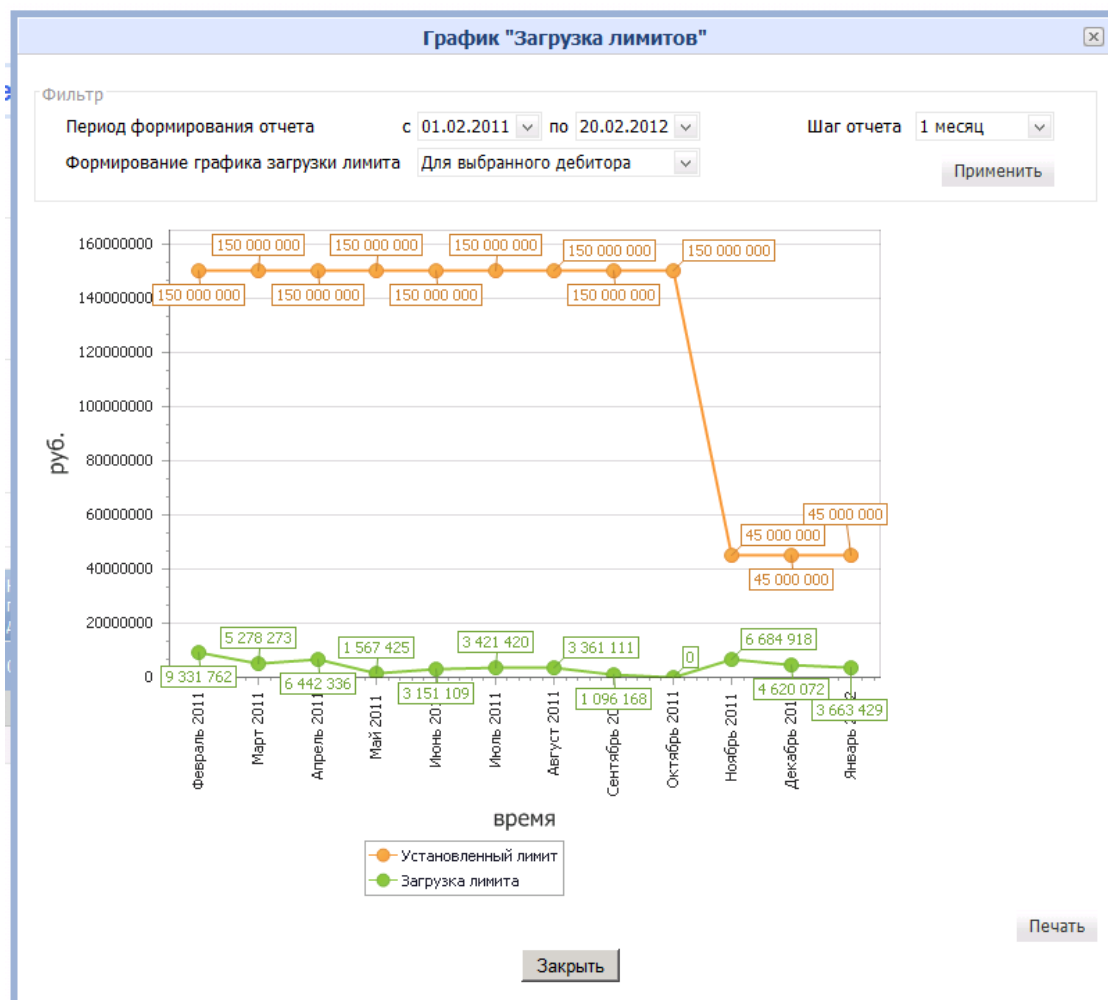 График "Загрузка лимитов"
Фильтр
Период формирования отчета с 01.02.2011 по 20.02.2012 Шаг отчета 1 месяц
Формирование графика загрузки лимита Для выбранного дебитора
Применить
160000000
140000000
120000000
100000000
80000000
60000000
40000000
20000000
0
руб.
150 000 000 150 000 000 150 000 000 150 000 000 150 000 000
150 000 000 150 000 000 150 000 000 150 000 000
45 000 000
45 000 000
45 000 000
5 278 273 1 567 425 3 421 420 3 361 111 0 6 684 918
9 331 762 6 442 336 3 151 109 1 096 168 4 620 072 3 663 429
Февраль 2011
Март 2011
Апрель 2011
Май 2011
Июнь
Июль 2011
Август 2011
Сентябрь
Октябрь 2011
Ноябрь 2011
Декабрь
Январь
время
Установленный лимит
Загрузка лимита
Печать
Закрыть